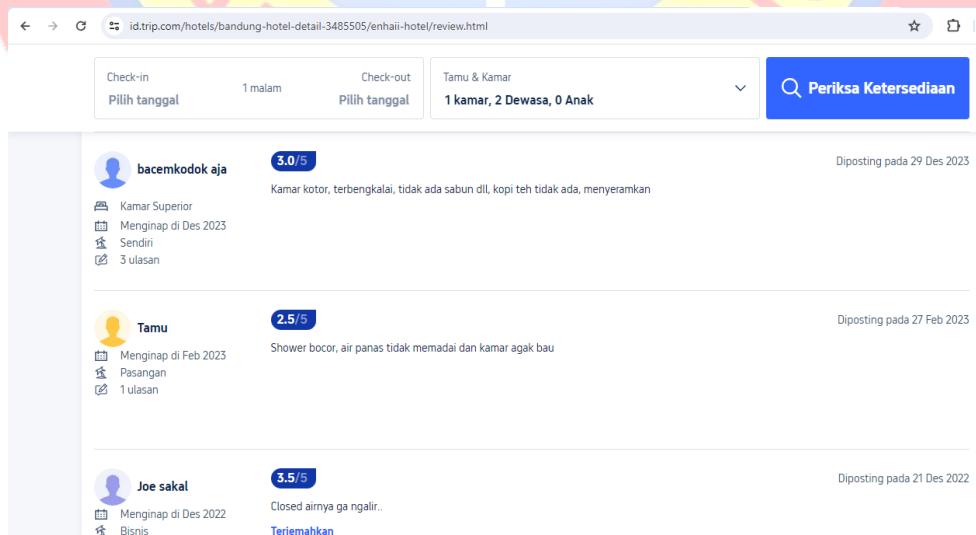 id.trip.com/hotels/bandung-hotel-detail-3485505/enhaii-hotel/review.html
Check-in
Pilih tanggal
1 malam
Check-out
Pilih tanggal
Tamu & Kamar
1 kamar, 2 Dewasa, 0 Anak
Periksa Ketersediaan
bacemkodok aja
3.0/5
Diposting pada 29 Des 2023
Kamar kotor, terbengkalai, tidak ada sabun dll, kopi teh tidak ada, menyeramkan
Kamar Superior
Menginap di Des 2023
Sendiri
3 ulasan
Tamu
2.5/5
Diposting pada 27 Feb 2023
Shower bocor, air panas tidak memadai dan kamar agak bau
Menginap di Feb 2023
Pasangan
1 ulasan
Joe sakal
3.5/5
Diposting pada 21 Des 2022
Closed airnya ga ngalir..
Terjemahkan
Menginap di Des 2022
Bisnis